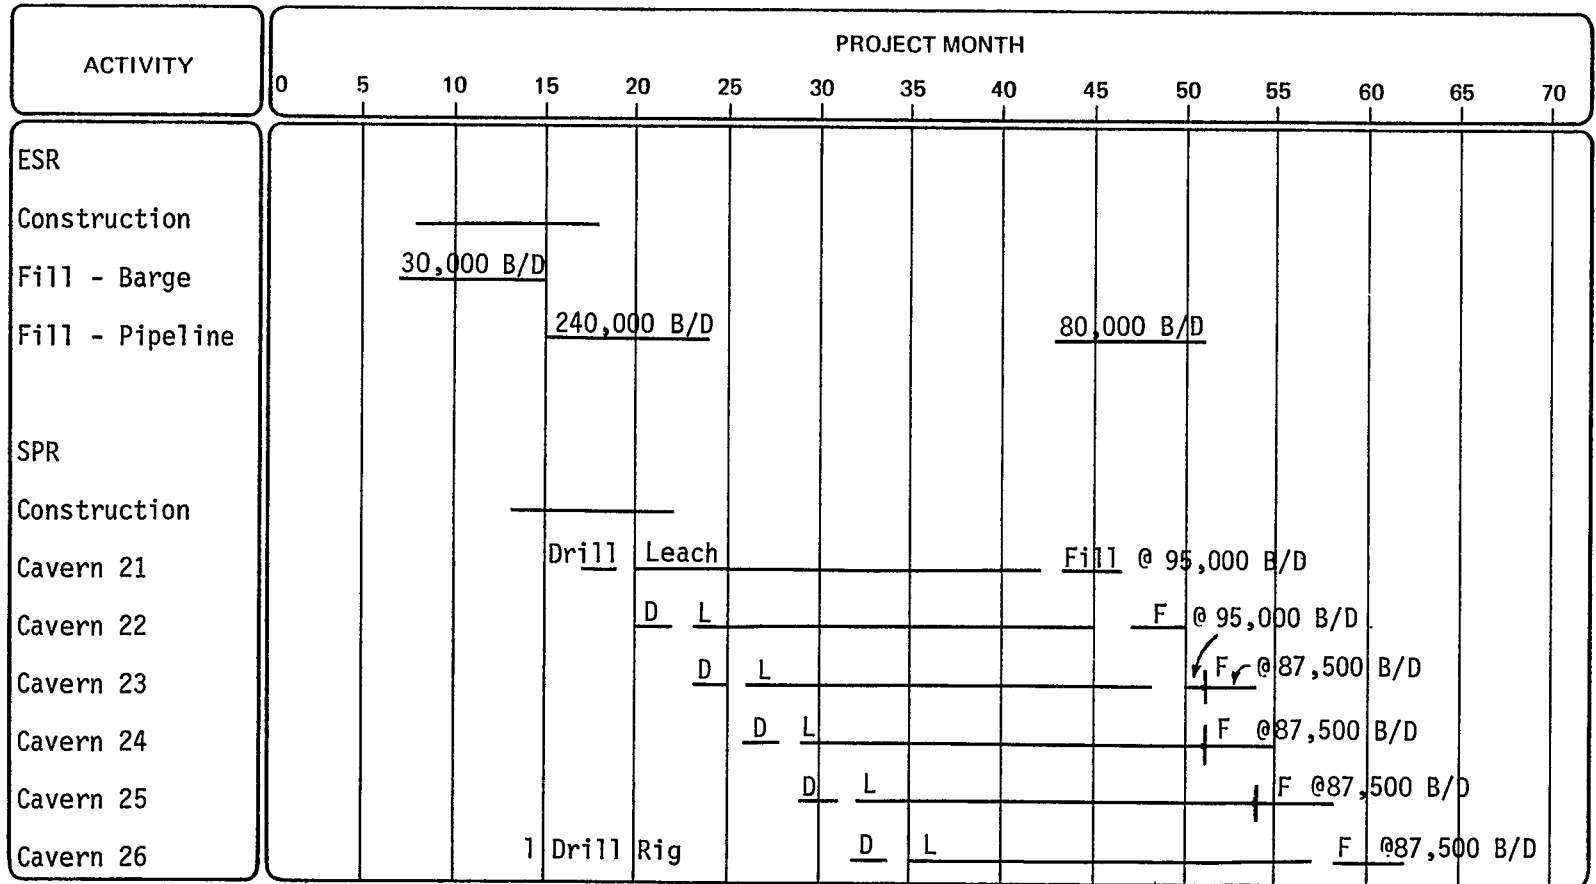 ACTIVITY
PROJECT MONTH
0 5 10 15 20 25 30 35 40 45 50 55 60 65 70
ESR
Construction
Fill - Barge 30,000 B/D
Fill - Pipeline 240,000 B/D 80,000 B/D
SPR
Construction
Cavern 21 Drill Leach Fill @ 95,000 B/D
Cavern 22 D L F @ 95,000 B/D
Cavern 23 D L F @87,500 B/D
Cavern 24 D L F @87,500 B/D
Cavern 25 D L F @87,500 B/D
Cavern 26 1 Drill Rig D L F @87,500 B/D